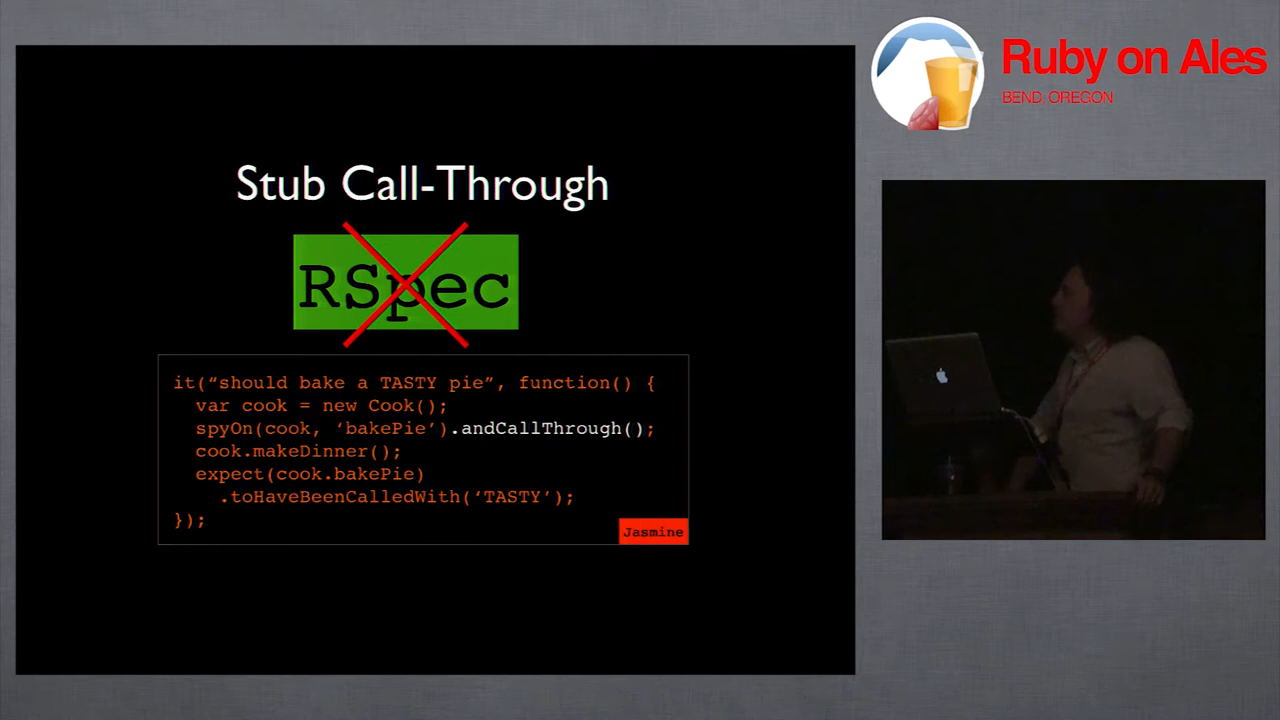 Ruby on Ales
BEND, OREGON
Stub Call-Through
RSpec
it(“should bake a TASTY pie”, function() {
  var cook = new Cook();
  spyOn(cook, ‘bakePie’).andCallThrough();
  cook.makeDinner();
  expect(cook.bakePie)
    .toHaveBeenCalledWith(‘TASTY’);
});
Jasmine